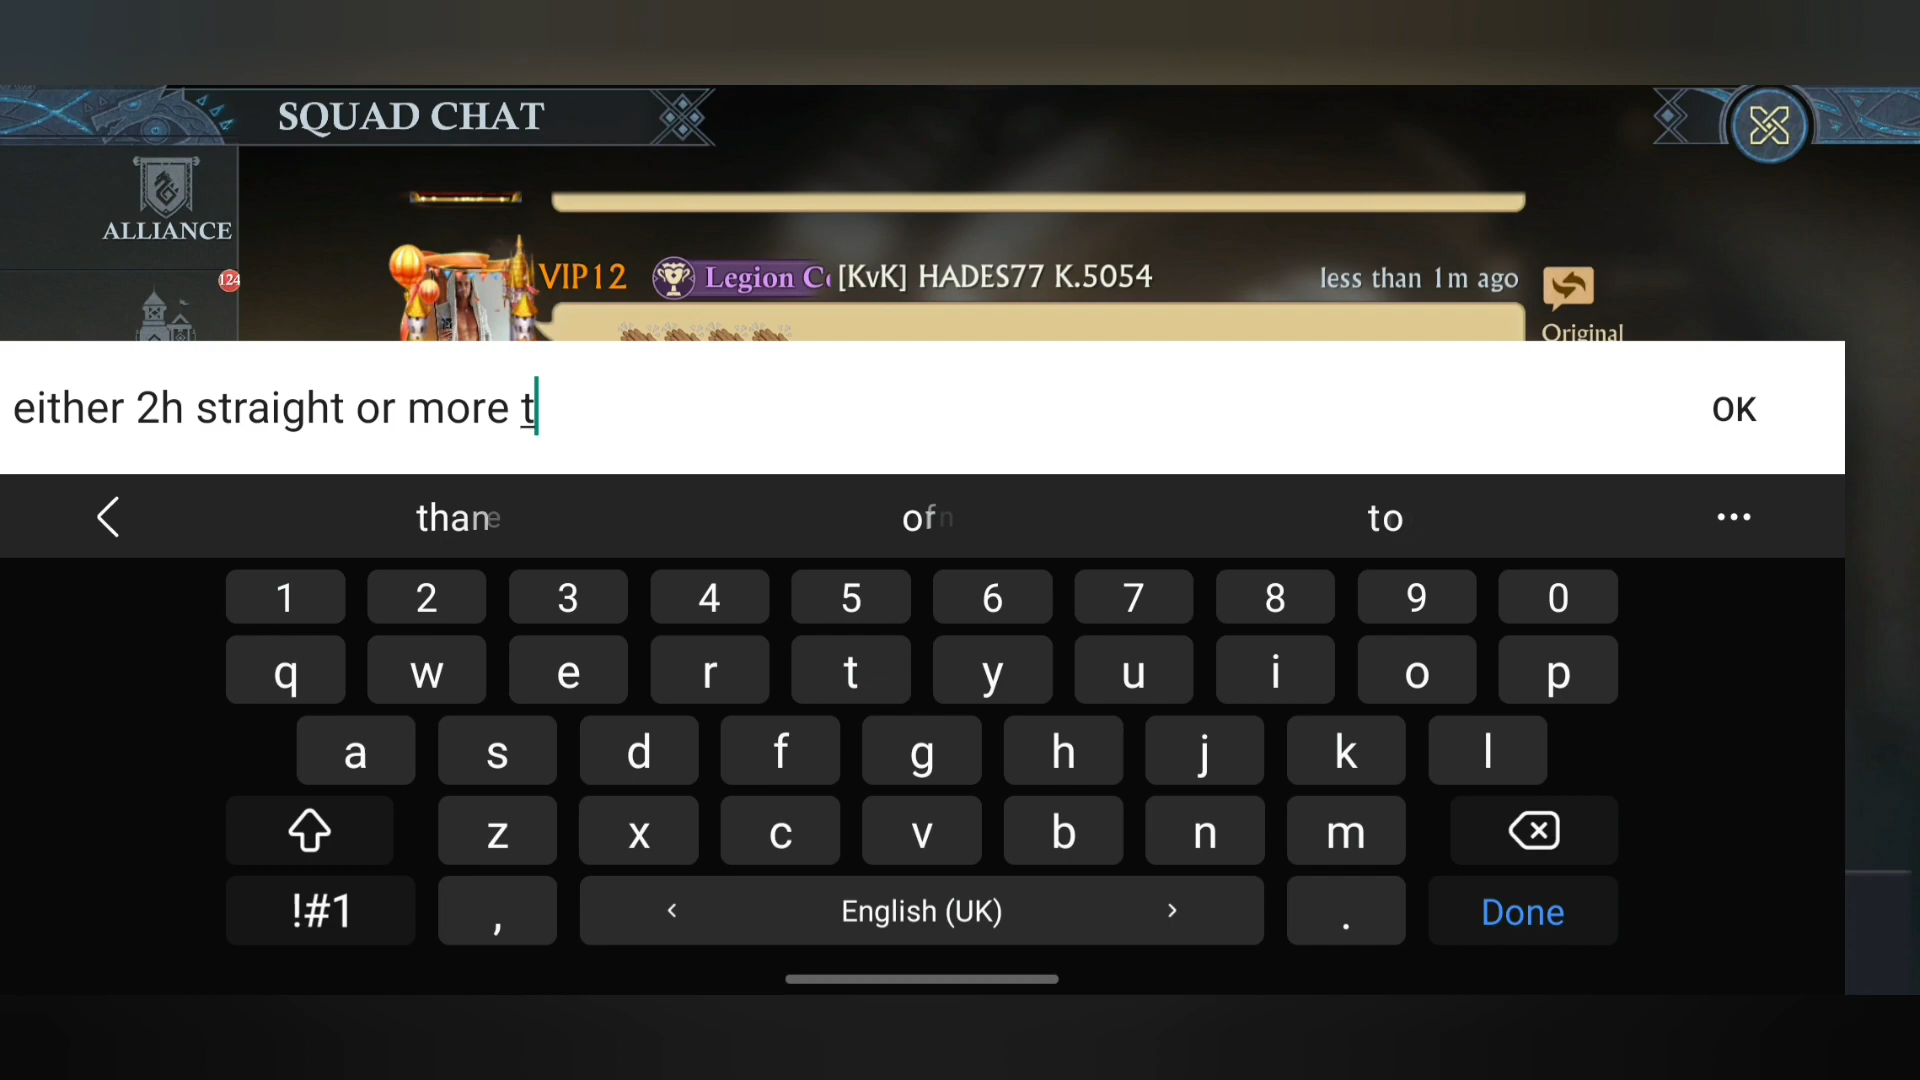 SQUAD CHAT
ALLIANCE
124
VIP12 Legion C [KvK] HADES77 K.5054 less than 1m ago
Original
either 2h straight or more t OK
than of to
1 2 3 4 5 6 7 8 9 0
q w e r t y u i o p
a s d f g h j k l
z x c v b n m
!#1 , English (UK) . Done